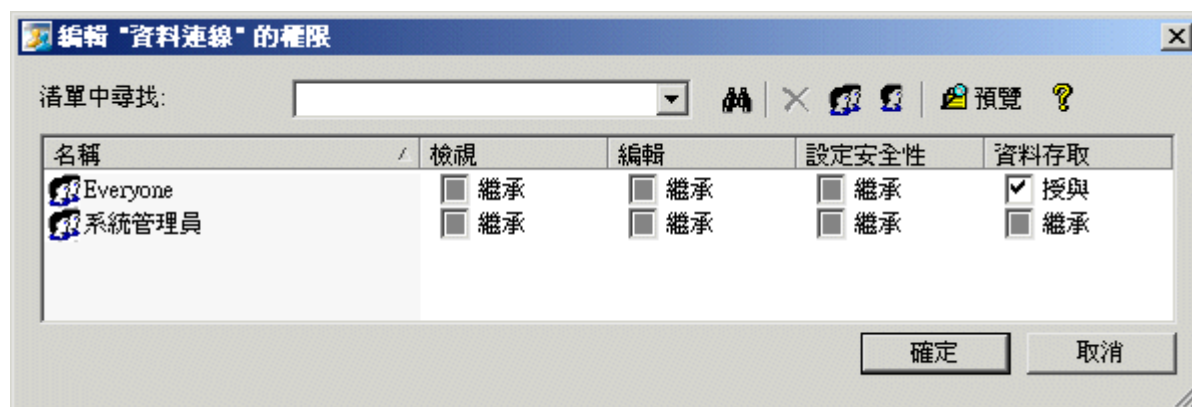 編輯 "資料連線" 的權限
清單中尋找: 預覽
名稱 檢視 編輯 設定安全性 資料存取
Everyone 繼承 繼承 繼承 授與
系統管理員 繼承 繼承 繼承 繼承
確定 取消